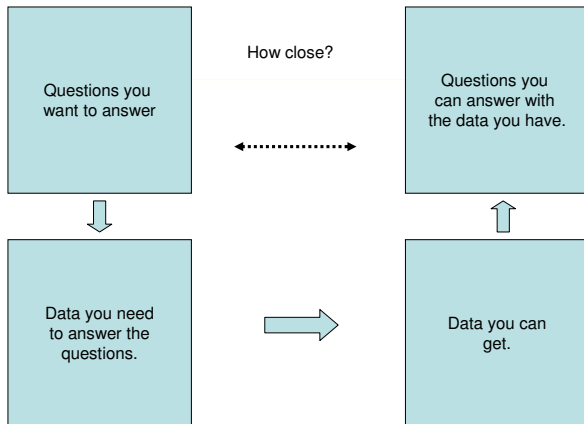 How close?
Questions you
want to answer
Questions you
can answer with
the data you have.
Data you need
to answer the
questions.
Data you can
get.